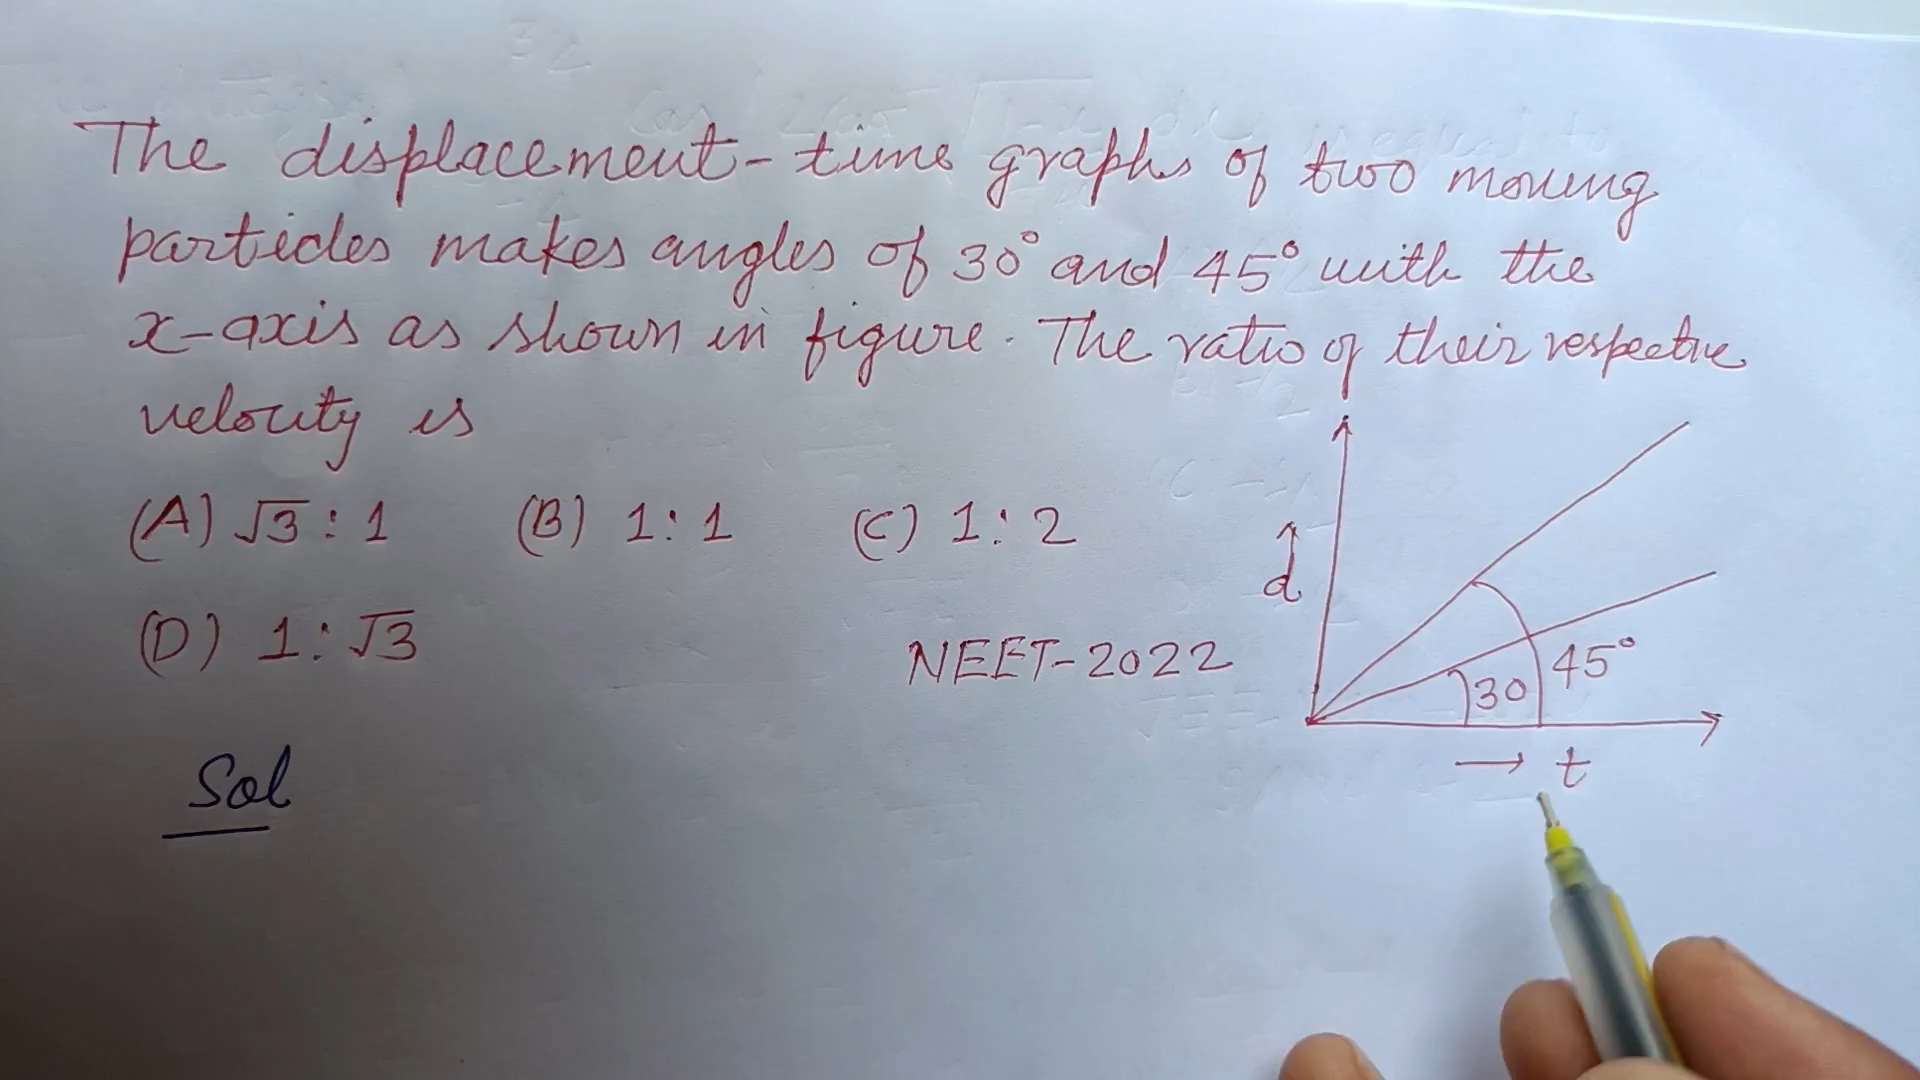 The displacement-time graphs of two moving
particles makes angles of 30° and 45° with the
x-axis as shown in figure. The ratio of their respective
velocity is
(A) √3 : 1 (B) 1 : 1 (C) 1 : 2
(D) 1 : √3
NEET-2022
d
30
45°
t
Sol